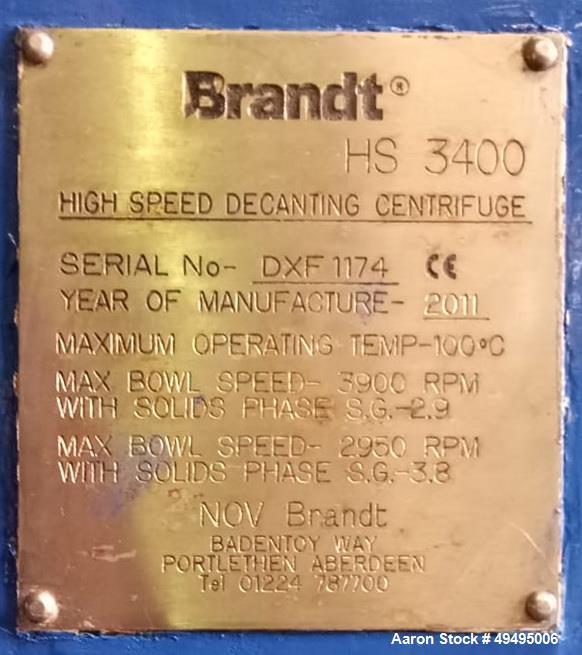 Brandt®
HS 3400
HIGH SPEED DECANTING CENTRIFUGE
SERIAL No- DXF1174 CE
YEAR OF MANUFACTURE- 2011
MAXIMUM OPERATING TEMP-100°C
MAX BOWL SPEED- 3900 RPM
WITH SOLIDS PHASE S.G.-2.9
MAX BOWL SPEED- 2950 RPM
WITH SOLIDS PHASE S.G.-3.8
NOV Brandt
BADENTOY WAY
PORTLETHEN ABERDEEN
Tel 01224 787700
Aaron Stock # 49495006